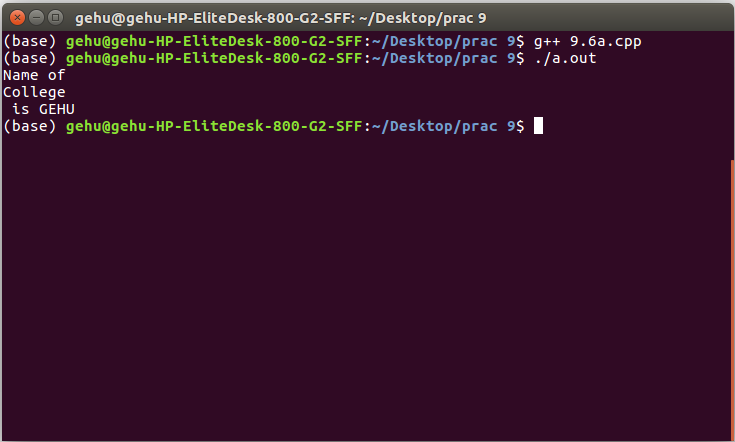 gehu@gehu-HP-EliteDesk-800-G2-SFF: ~/Desktop/prac 9
(base) gehu@gehu-HP-EliteDesk-800-G2-SFF:~/Desktop/prac 9$ g++ 9.6a.cpp
(base) gehu@gehu-HP-EliteDesk-800-G2-SFF:~/Desktop/prac 9$ ./a.out
Name of
College
 is GEHU
(base) gehu@gehu-HP-EliteDesk-800-G2-SFF:~/Desktop/prac 9$